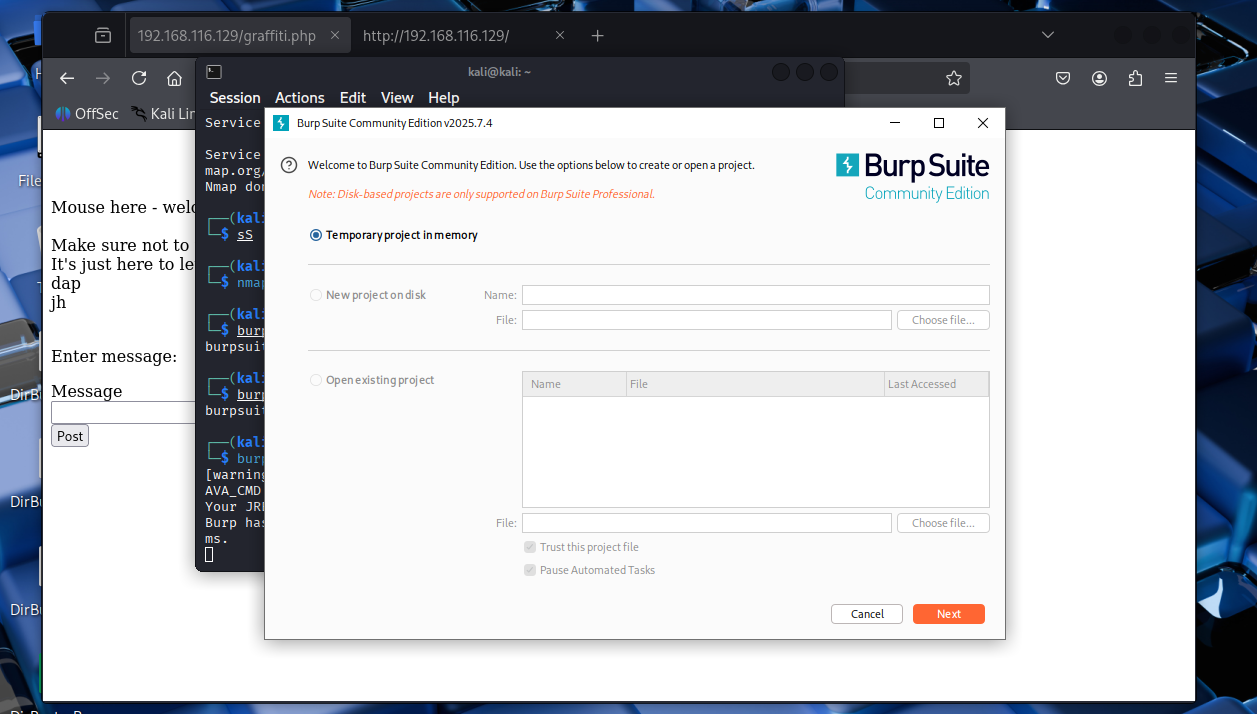 192.168.116.129/graffiti.php
http://192.168.116.129/
kali@kali: ~
Session Actions Edit View Help
OffSec
Kali Lin
Service
Service
map.org/
Nmap don
(kali
$ sS
(kali
$ nmap
(kali
$ burp
burpsuit
(kali
$ burp
burpsuit
(kali
$ burp
[warning
AVA_CMD
Your JRE
Burp has
ms.
Burp Suite Community Edition v2025.7.4
Welcome to Burp Suite Community Edition. Use the options below to create or open a project.
Note: Disk-based projects are only supported on Burp Suite Professional.
Burp Suite
Community Edition
Temporary project in memory
New project on disk
Name:
File:
Choose file...
Open existing project
Name File Last Accessed
File:
Choose file...
Trust this project file
Pause Automated Tasks
Cancel
Next
Mouse here - welc
Make sure not to
It's just here to le
dap
jh
Enter message:
Message
Post
File
DirBu
DirBu
DirBu